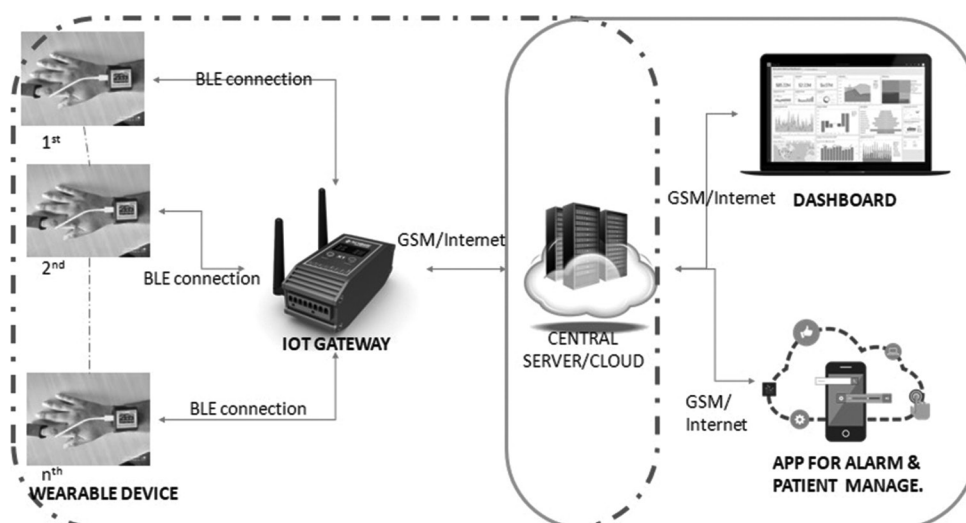 BLE connection
1st
GSM/Internet
DASHBOARD
2nd
BLE connection
GSM/Internet
IOT GATEWAY
CENTRAL
SERVER/CLOUD
BLE connection
GSM/
Internet
nth
WEARABLE DEVICE
APP FOR ALARM &
PATIENT MANAGE.